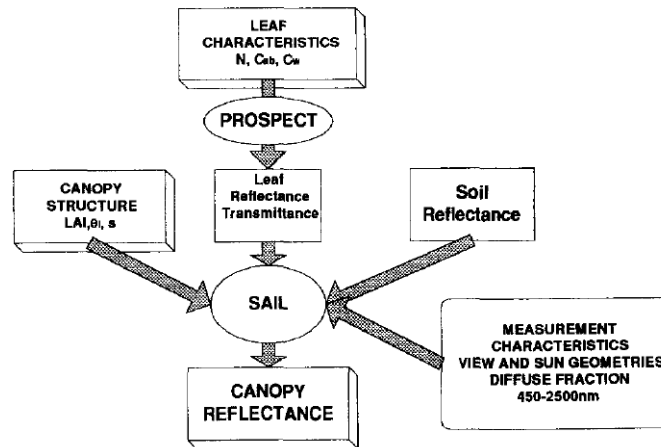 LEAF
CHARACTERISTICS
N, Cab, Cw
PROSPECT
Leaf
Reflectance
Transmittance
CANOPY
STRUCTURE
LAI,θl, s
Soil
Reflectance
SAIL
MEASUREMENT
CHARACTERISTICS
VIEW AND SUN GEOMETRIES
DIFFUSE FRACTION
450-2500nm
CANOPY
REFLECTANCE